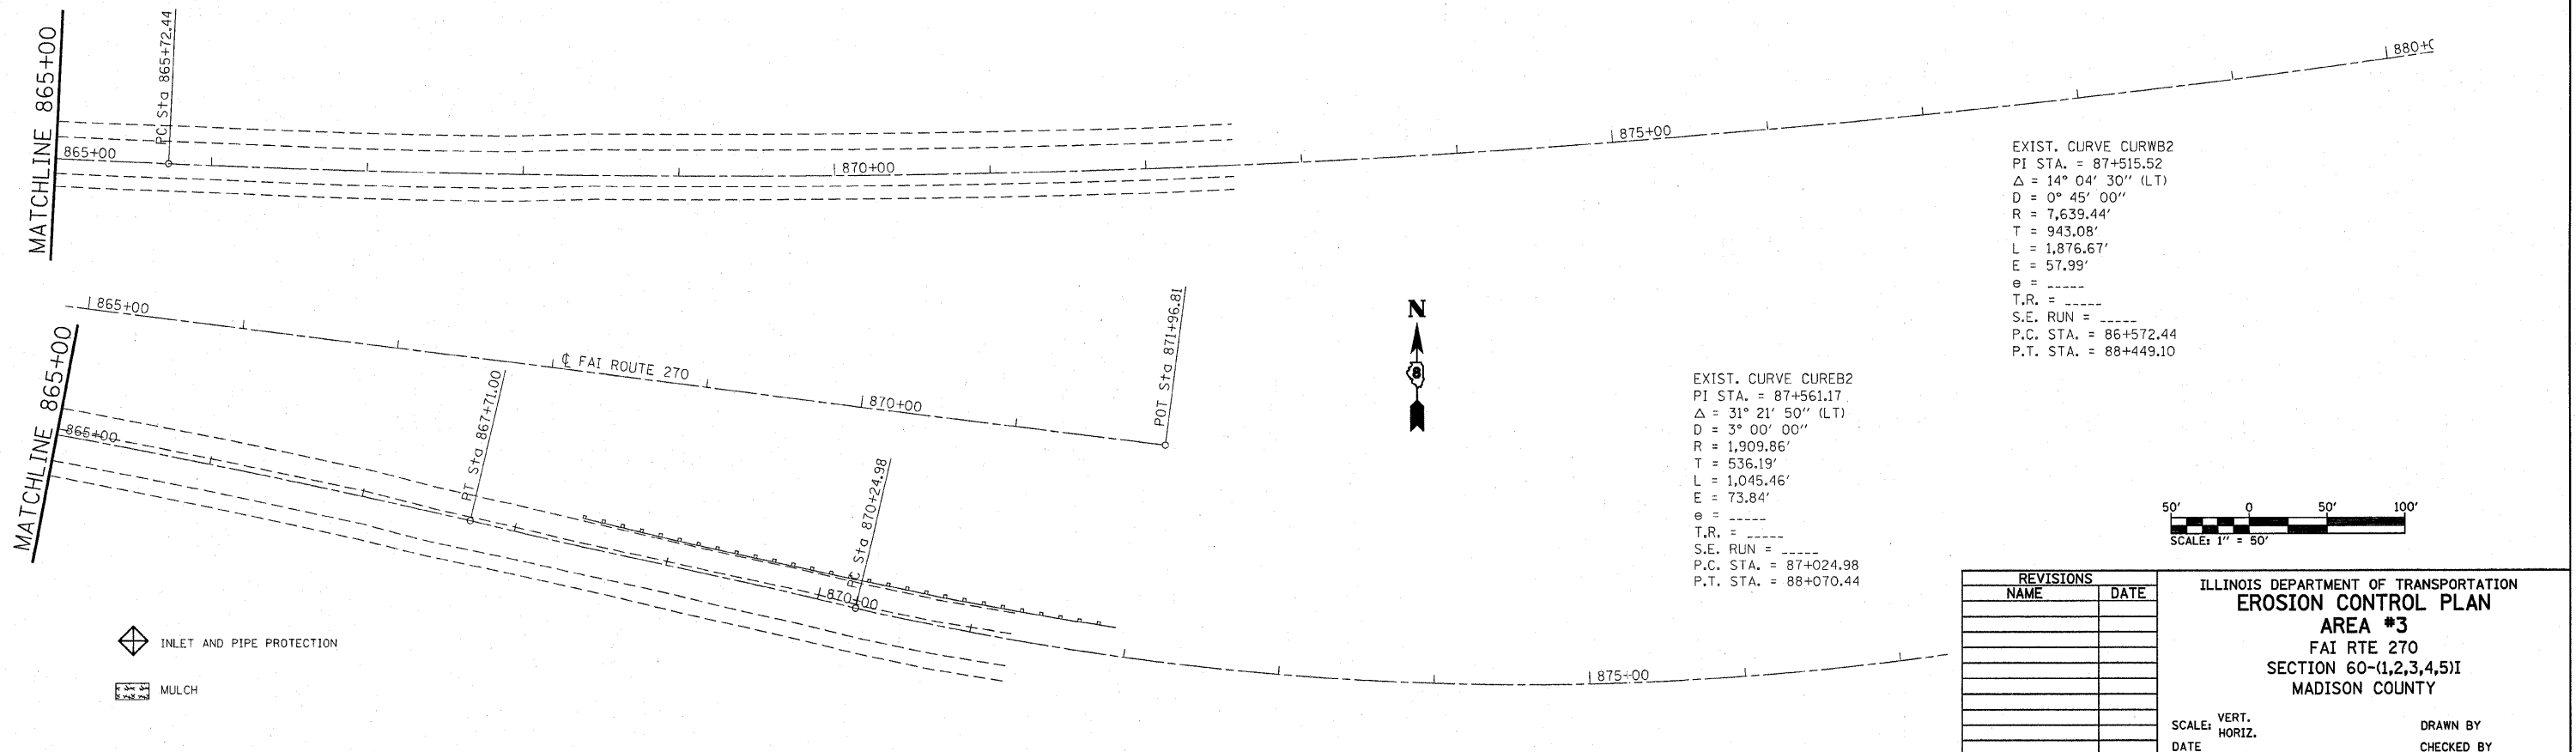 MATCHLINE 865+00
PC Sta 865+72.44
865+00
870+00
875+00
EXIST. CURVE CURWB2
PI STA. = 87+515.52
Δ = 14° 04' 30'' (LT)
D = 0° 45' 00''
R = 7,639.44'
T = 943.08'
L = 1,876.67'
E = 57.99'
e = _____
T.R. = _____
S.E. RUN = _____
P.C. STA. = 86+572.44
P.T. STA. = 88+449.10
865+00
℄ FAI ROUTE 270
870+00
POT Sta 871+96.81
N
8
MATCHLINE 865+00
865+00
PT Sta 867+71.00
PC Sta 870+24.98
870+00
875+00
EXIST. CURVE CUREB2
PI STA. = 87+561.17
Δ = 31° 21' 50'' (LT)
D = 3° 00' 00''
R = 1,909.86'
T = 536.19'
L = 1,045.46'
E = 73.84'
e = _____
T.R. = _____
S.E. RUN = _____
P.C. STA. = 87+024.98
P.T. STA. = 88+070.44
50' 0 50' 100'
SCALE: 1'' = 50'
INLET AND PIPE PROTECTION
MULCH
REVISIONS
NAME DATE
ILLINOIS DEPARTMENT OF TRANSPORTATION
EROSION CONTROL PLAN
AREA #3
FAI RTE 270
SECTION 60-(1,2,3,4,5)I
MADISON COUNTY
SCALE: VERT.
HORIZ.
DRAWN BY
DATE
CHECKED BY